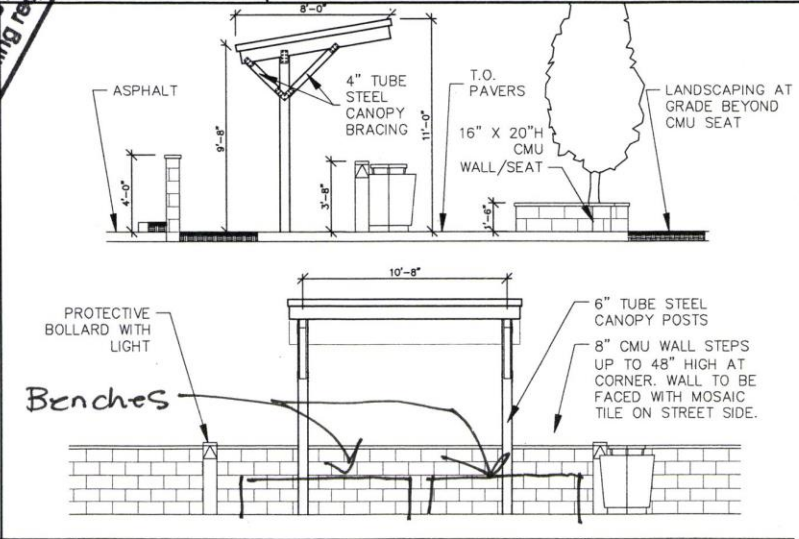 ng re
8'-0"
ASPHALT
4" TUBE
STEEL
CANOPY
BRACING
T.O.
PAVERS
LANDSCAPING AT
GRADE BEYOND
CMU SEAT
16" X 20"H
CMU
WALL/SEAT
9'-8"
11'-0"
4'-0"
3'-8"
1'-6"
10'-8"
PROTECTIVE
BOLLARD WITH
LIGHT
6" TUBE STEEL
CANOPY POSTS
8" CMU WALL STEPS
UP TO 48" HIGH AT
CORNER. WALL TO BE
FACED WITH MOSAIC
TILE ON STREET SIDE.
Benches